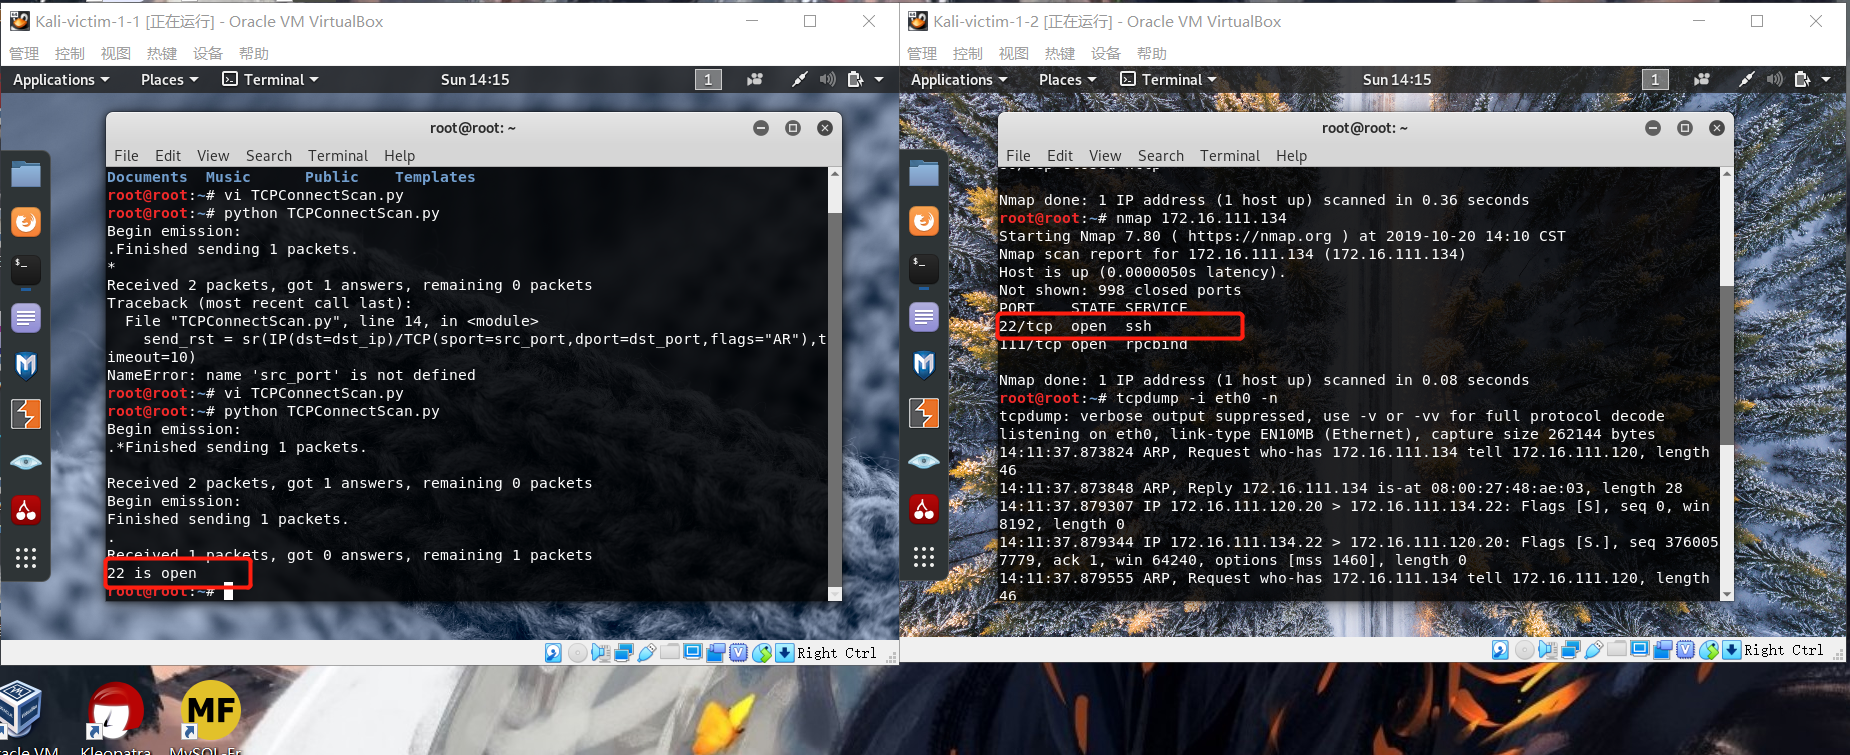 Kali-victim-1-1 [正在运行] - Oracle VM VirtualBox
管理 控制 视图 热键 设备 帮助
Applications Places Terminal Sun 14:15 1
root@root: ~
File Edit View Search Terminal Help
Documents Music Public Templates
root@root:~# vi TCPConnectScan.py
root@root:~# python TCPConnectScan.py
Begin emission:
.Finished sending 1 packets.
*
Received 2 packets, got 1 answers, remaining 0 packets
Traceback (most recent call last):
File "TCPConnectScan.py", line 14, in <module>
send_rst = sr(IP(dst=dst_ip)/TCP(sport=src_port,dport=dst_port,flags="AR"),t
imeout=10)
NameError: name 'src_port' is not defined
root@root:~# vi TCPConnectScan.py
root@root:~# python TCPConnectScan.py
Begin emission:
.*Finished sending 1 packets.
Received 2 packets, got 1 answers, remaining 0 packets
Begin emission:
Finished sending 1 packets.
.
Received 1 packets, got 0 answers, remaining 1 packets
22 is open
root@root:~#
Right Ctrl
Kali-victim-1-2 [正在运行] - Oracle VM VirtualBox
管理 控制 视图 热键 设备 帮助
Applications Places Terminal Sun 14:15 1
root@root: ~
File Edit View Search Terminal Help
Nmap done: 1 IP address (1 host up) scanned in 0.36 seconds
root@root:~# nmap 172.16.111.134
Starting Nmap 7.80 ( https://nmap.org ) at 2019-10-20 14:10 CST
Nmap scan report for 172.16.111.134 (172.16.111.134)
Host is up (0.0000050s latency).
Not shown: 998 closed ports
PORT STATE SERVICE
22/tcp open ssh
111/tcp open rpcbind
Nmap done: 1 IP address (1 host up) scanned in 0.08 seconds
root@root:~# tcpdump -i eth0 -n
tcpdump: verbose output suppressed, use -v or -vv for full protocol decode
listening on eth0, link-type EN10MB (Ethernet), capture size 262144 bytes
14:11:37.873824 ARP, Request who-has 172.16.111.134 tell 172.16.111.120, length
46
14:11:37.873848 ARP, Reply 172.16.111.134 is-at 08:00:27:48:ae:03, length 28
14:11:37.879307 IP 172.16.111.120.20 > 172.16.111.134.22: Flags [S], seq 0, win
8192, length 0
14:11:37.879344 IP 172.16.111.134.22 > 172.16.111.120.20: Flags [S.], seq 376005
7779, ack 1, win 64240, options [mss 1460], length 0
14:11:37.879555 ARP, Request who-has 172.16.111.134 tell 172.16.111.120, length
46
Right Ctrl
MF
Kleopatra